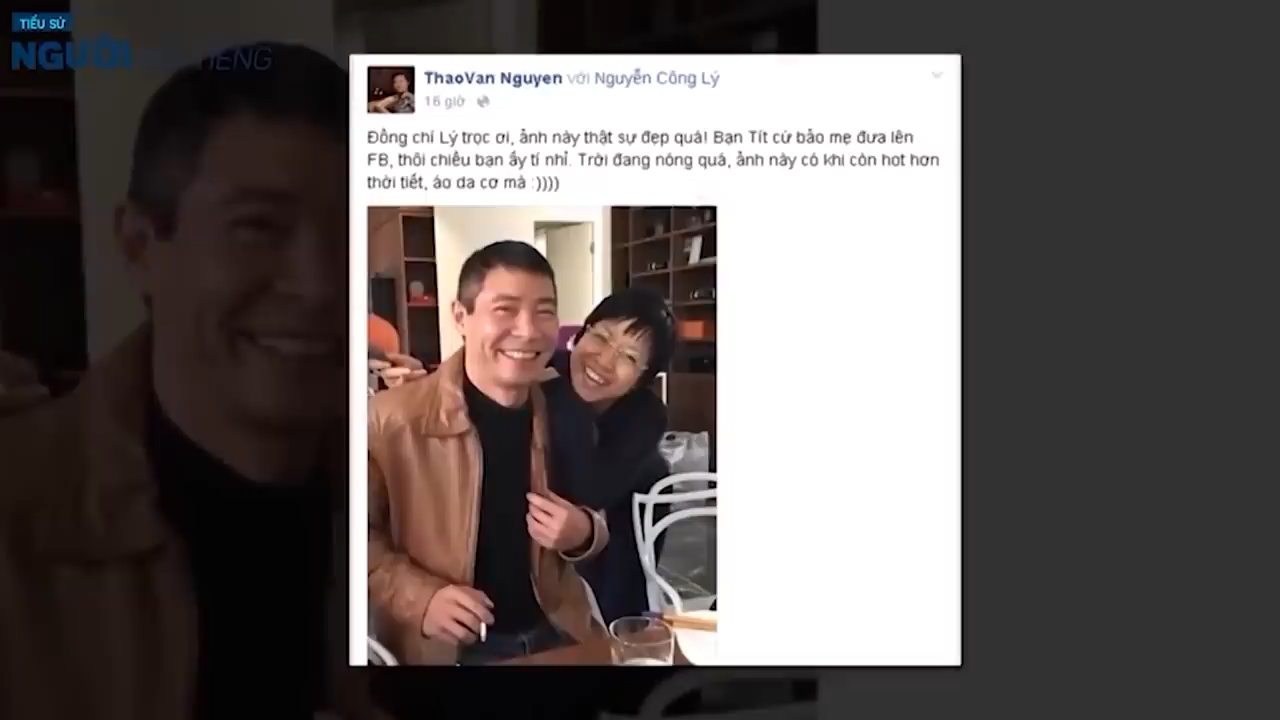 TIỂU SỬ
NGƯỜI
ThaoVan Nguyen với Nguyễn Công Lý
16 giờ
Đồng chí Lý trọc ơi, ảnh này thật sự đẹp quá! Bạn Tít cứ bảo mẹ đưa lên
FB, thôi chiều bạn ấy tí nhỉ. Trời đang nóng quá, ảnh này có khi còn hot hơn
thời tiết, áo da cơ mà :))))